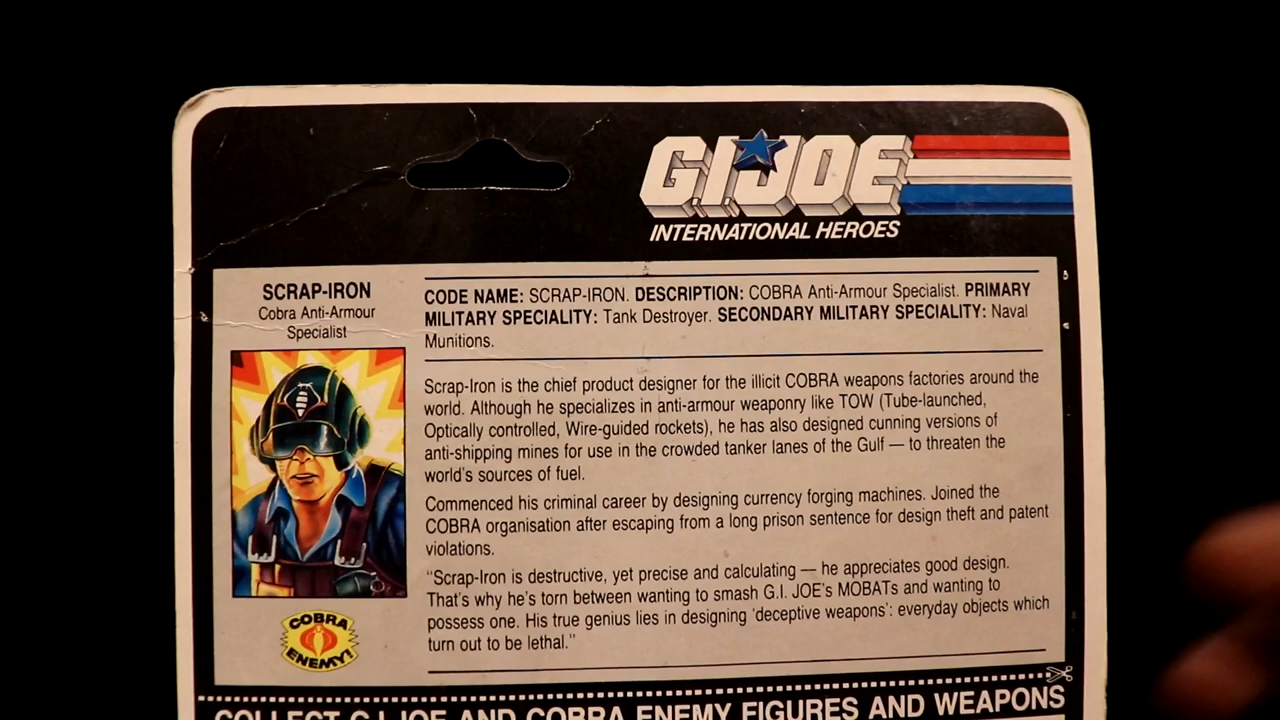 G.I.JOE
INTERNATIONAL HEROES
SCRAP-IRON
Cobra Anti-Armour
Specialist
CODE NAME: SCRAP-IRON. DESCRIPTION: COBRA Anti-Armour Specialist. PRIMARY
MILITARY SPECIALITY: Tank Destroyer. SECONDARY MILITARY SPECIALITY: Naval
Munitions.
Scrap-Iron is the chief product designer for the illicit COBRA weapons factories around the
world. Although he specializes in anti-armour weaponry like TOW (Tube-launched,
Optically controlled, Wire-guided rockets), he has also designed cunning versions of
anti-shipping mines for use in the crowded tanker lanes of the Gulf — to threaten the
world's sources of fuel.
Commenced his criminal career by designing currency forging machines. Joined the
COBRA organisation after escaping from a long prison sentence for design theft and patent
violations.
“Scrap-Iron is destructive, yet precise and calculating — he appreciates good design.
That's why he's torn between wanting to smash G.I. JOE's MOBATs and wanting to
possess one. His true genius lies in designing ‘deceptive weapons’: everyday objects which
turn out to be lethal.”
COBRA
ENEMY!
COLLECT G.I.JOE AND COBRA ENEMY FIGURES AND WEAPONS